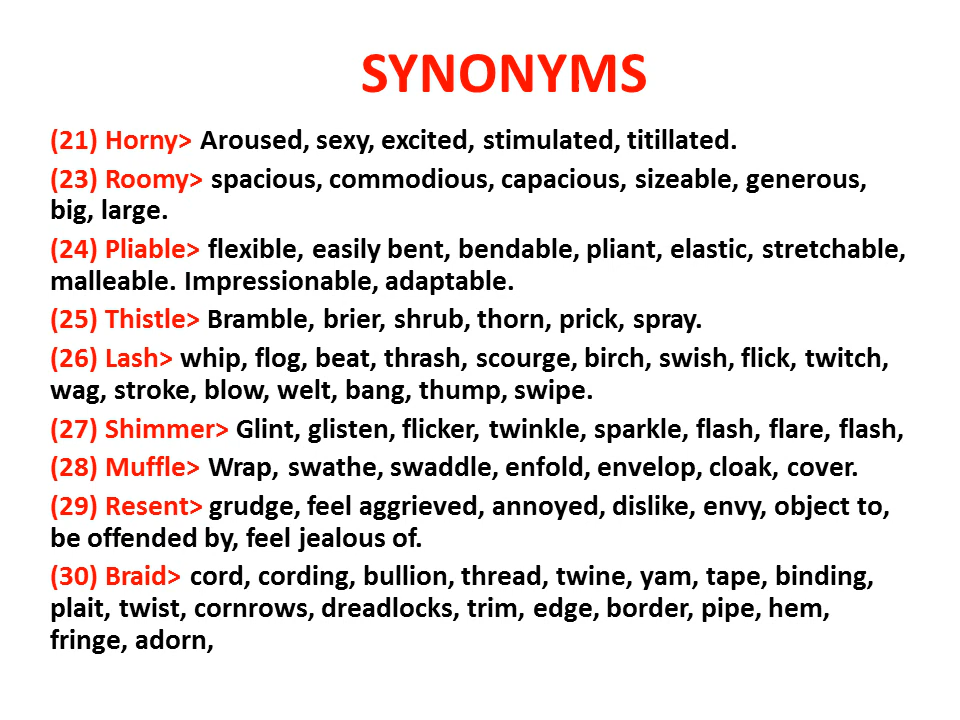 SYNONYMS
(21) Horny> Aroused, sexy, excited, stimulated, titillated.
(23) Roomy> spacious, commodious, capacious, sizeable, generous,
big, large.
(24) Pliable> flexible, easily bent, bendable, pliant, elastic, stretchable,
malleable. Impressionable, adaptable.
(25) Thistle> Bramble, brier, shrub, thorn, prick, spray.
(26) Lash> whip, flog, beat, thrash, scourge, birch, swish, flick, twitch,
wag, stroke, blow, welt, bang, thump, swipe.
(27) Shimmer> Glint, glisten, flicker, twinkle, sparkle, flash, flare, flash,
(28) Muffle> Wrap, swathe, swaddle, enfold, envelop, cloak, cover.
(29) Resent> grudge, feel aggrieved, annoyed, dislike, envy, object to,
be offended by, feel jealous of.
(30) Braid> cord, cording, bullion, thread, twine, yam, tape, binding,
plait, twist, cornrows, dreadlocks, trim, edge, border, pipe, hem,
fringe, adorn,